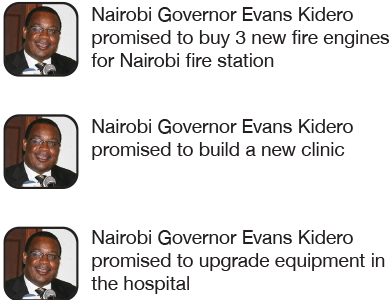 Nairobi Governor Evans Kidero
promised to buy 3 new fire engines
for Nairobi fire station
Nairobi Governor Evans Kidero
promised to build a new clinic
Nairobi Governor Evans Kidero
promised to upgrade equipment in
the hospital